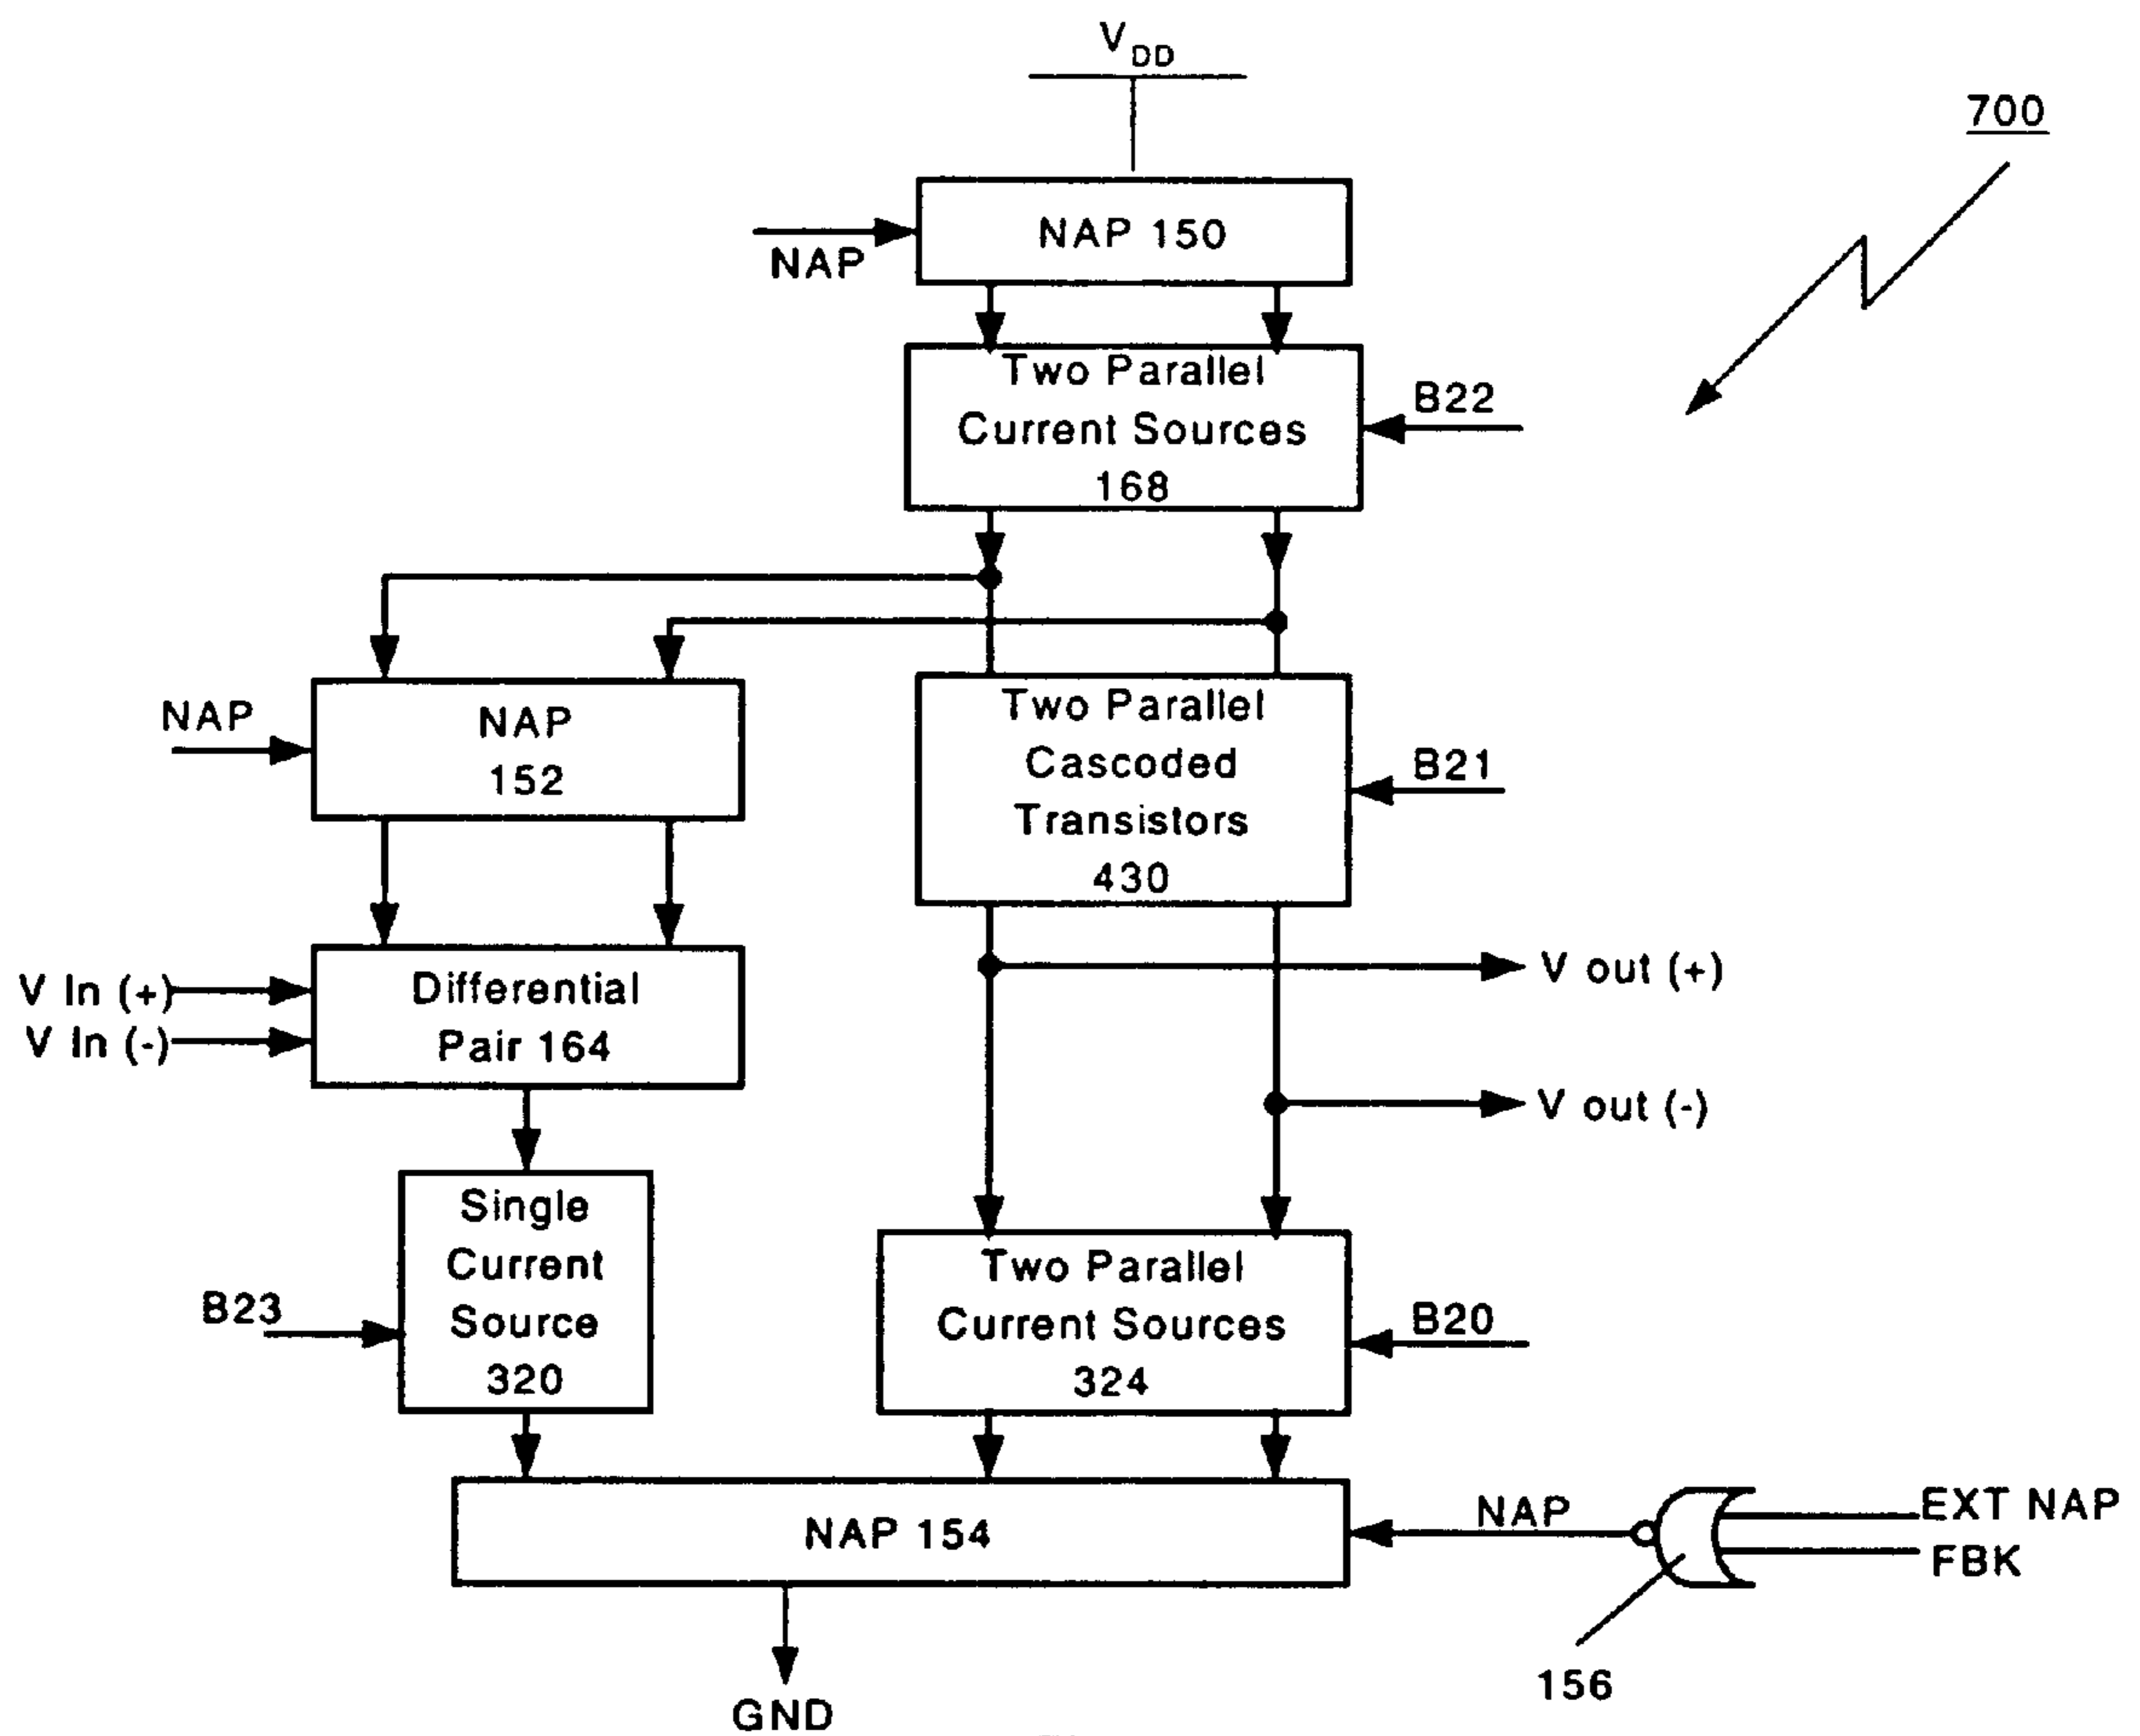 VDD
700
NAP 150
NAP
Two Parallel
Current Sources
168
B22
NAP
NAP
152
Two Parallel
Cascoded
Transistors
430
B21
V In (+)
V In (-)
Differential
Pair 164
V out (+)
V out (-)
Single
Current
Source
320
B23
Two Parallel
Current Sources
324
B20
NAP 154
NAP
EXT NAP
FBK
156
GND